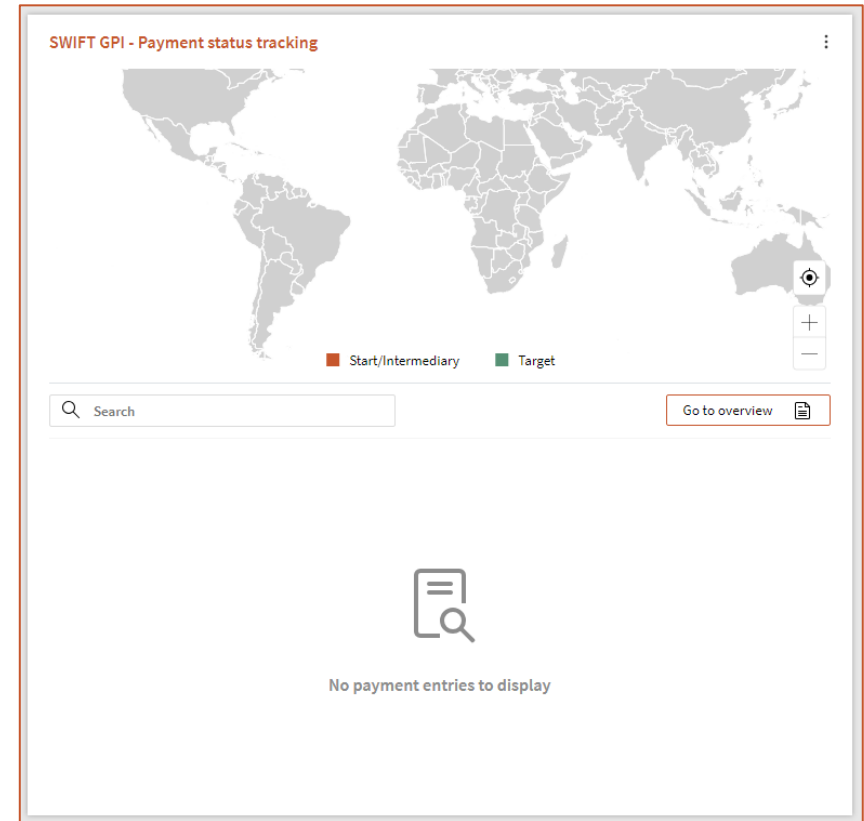 SWIFT GPI - Payment status tracking
Start/Intermediary
Target
Search
Go to overview
No payment entries to display